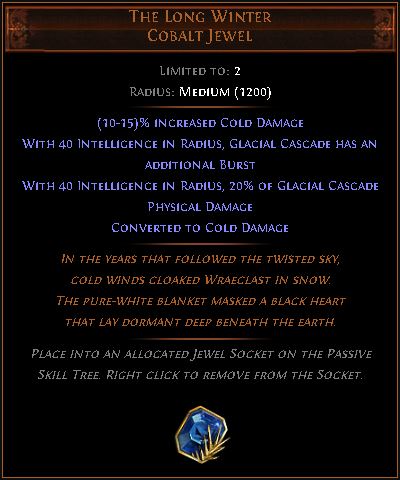 The Long Winter
Cobalt Jewel
Limited to: 2
Radius: Medium (1200)
(10-15)% increased Cold Damage
With 40 Intelligence in Radius, Glacial Cascade has an
additional Burst
With 40 Intelligence in Radius, 20% of Glacial Cascade
Physical Damage
Converted to Cold Damage
In the years that followed the twisted sky,
cold winds cloaked Wraeclast in snow.
The pure-white blanket masked a black heart
that lay dormant deep beneath the earth.
Place into an allocated Jewel Socket on the Passive
Skill Tree. Right click to remove from the Socket.